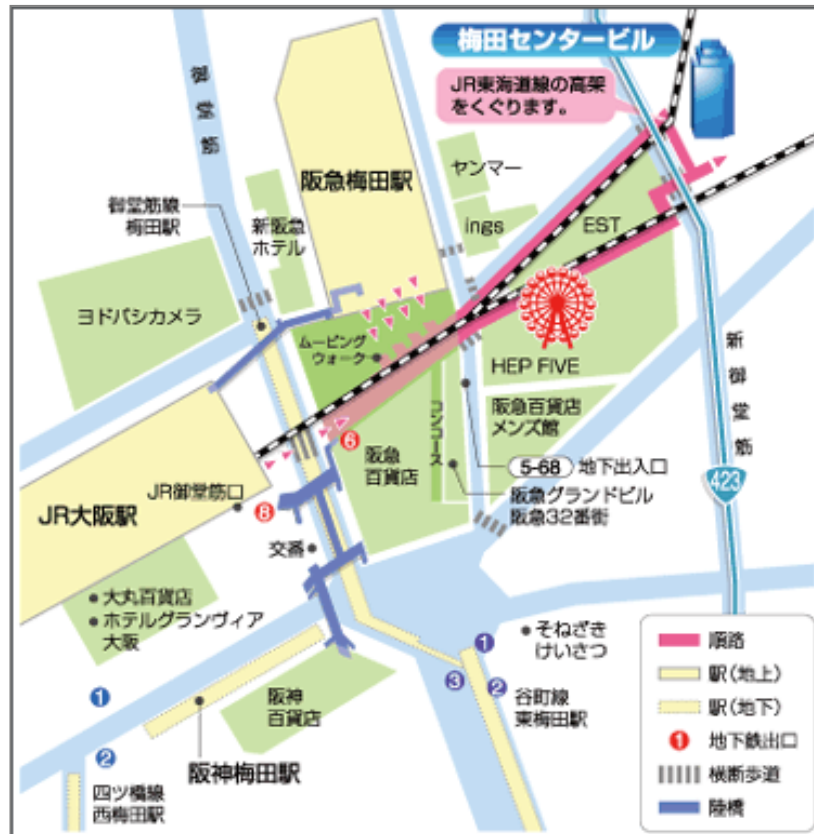 梅田センタービル
JR東海道線の高架
をくぐります。
御堂筋
阪急梅田駅
ヤンマー
御堂筋線
梅田駅
新阪急
ホテル
ings
EST
ヨドバシカメラ
ムービング
ウォーク
HEP FIVE
新御堂筋
コンコース
阪急百貨店
メンズ館
6
阪急
百貨店
5-68 地下出入口
423
JR御堂筋口
阪急グランドビル
阪急32番街
JR大阪駅
8
交番
大丸百貨店
ホテルグランヴィア
大阪
1
そねざき
けいさつ
3
2
谷町線
東梅田駅
1
阪神
百貨店
2
阪神梅田駅
四ツ橋線
西梅田駅
順路
駅(地上)
駅(地下)
1 地下鉄出口
横断歩道
陸橋